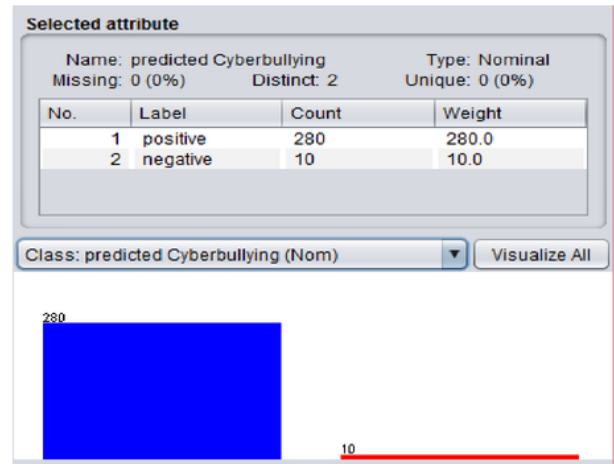 Selected attribute
Name: predicted Cyberbullying Type: Nominal
Missing: 0 (0%) Distinct: 2 Unique: 0 (0%)
No. Label Count Weight
1 positive 280 280.0
2 negative 10 10.0
Class: predicted Cyberbullying (Nom) Visualize All
280
10